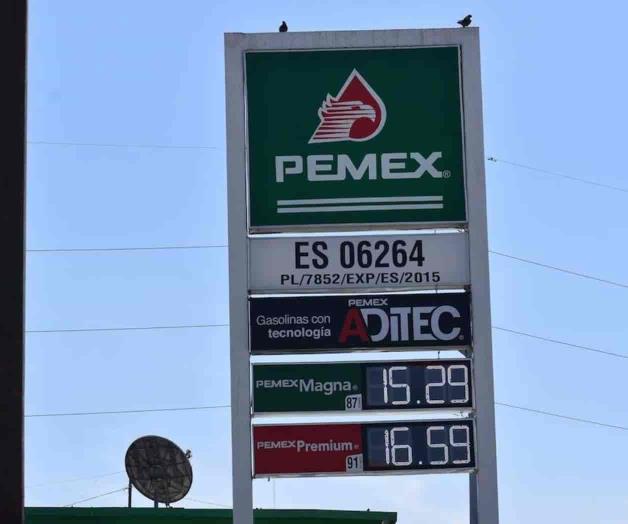 PEMEX®
ES 06264
PL/7852/EXP/ES/2015
Gasolinas con
tecnología
PEMEX
ADITEC®
PEMEX Magna® 87 15.29
PEMEX Premium® 91 16.59